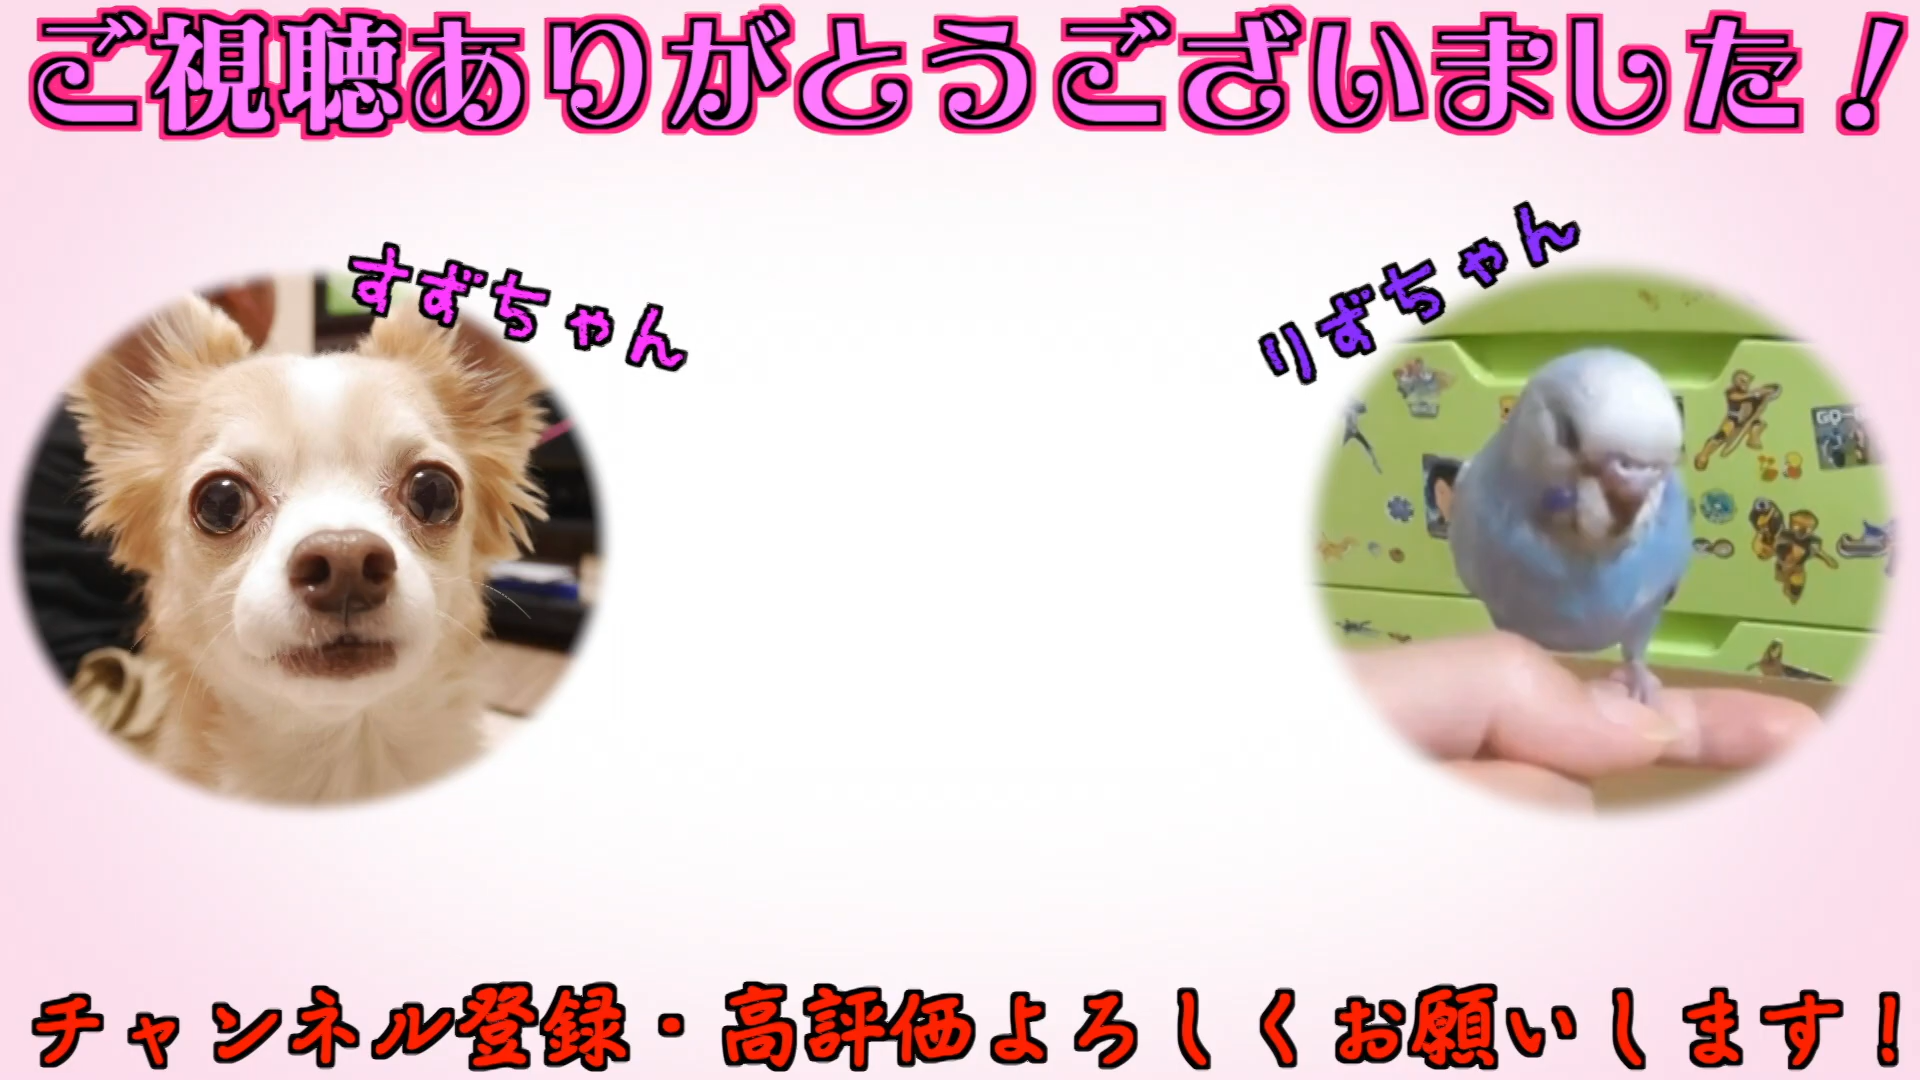 ご視聴ありがとうございました！
すずちゃん
りずちゃん
GO-
チャンネル登録・高評価よろしくお願いします！